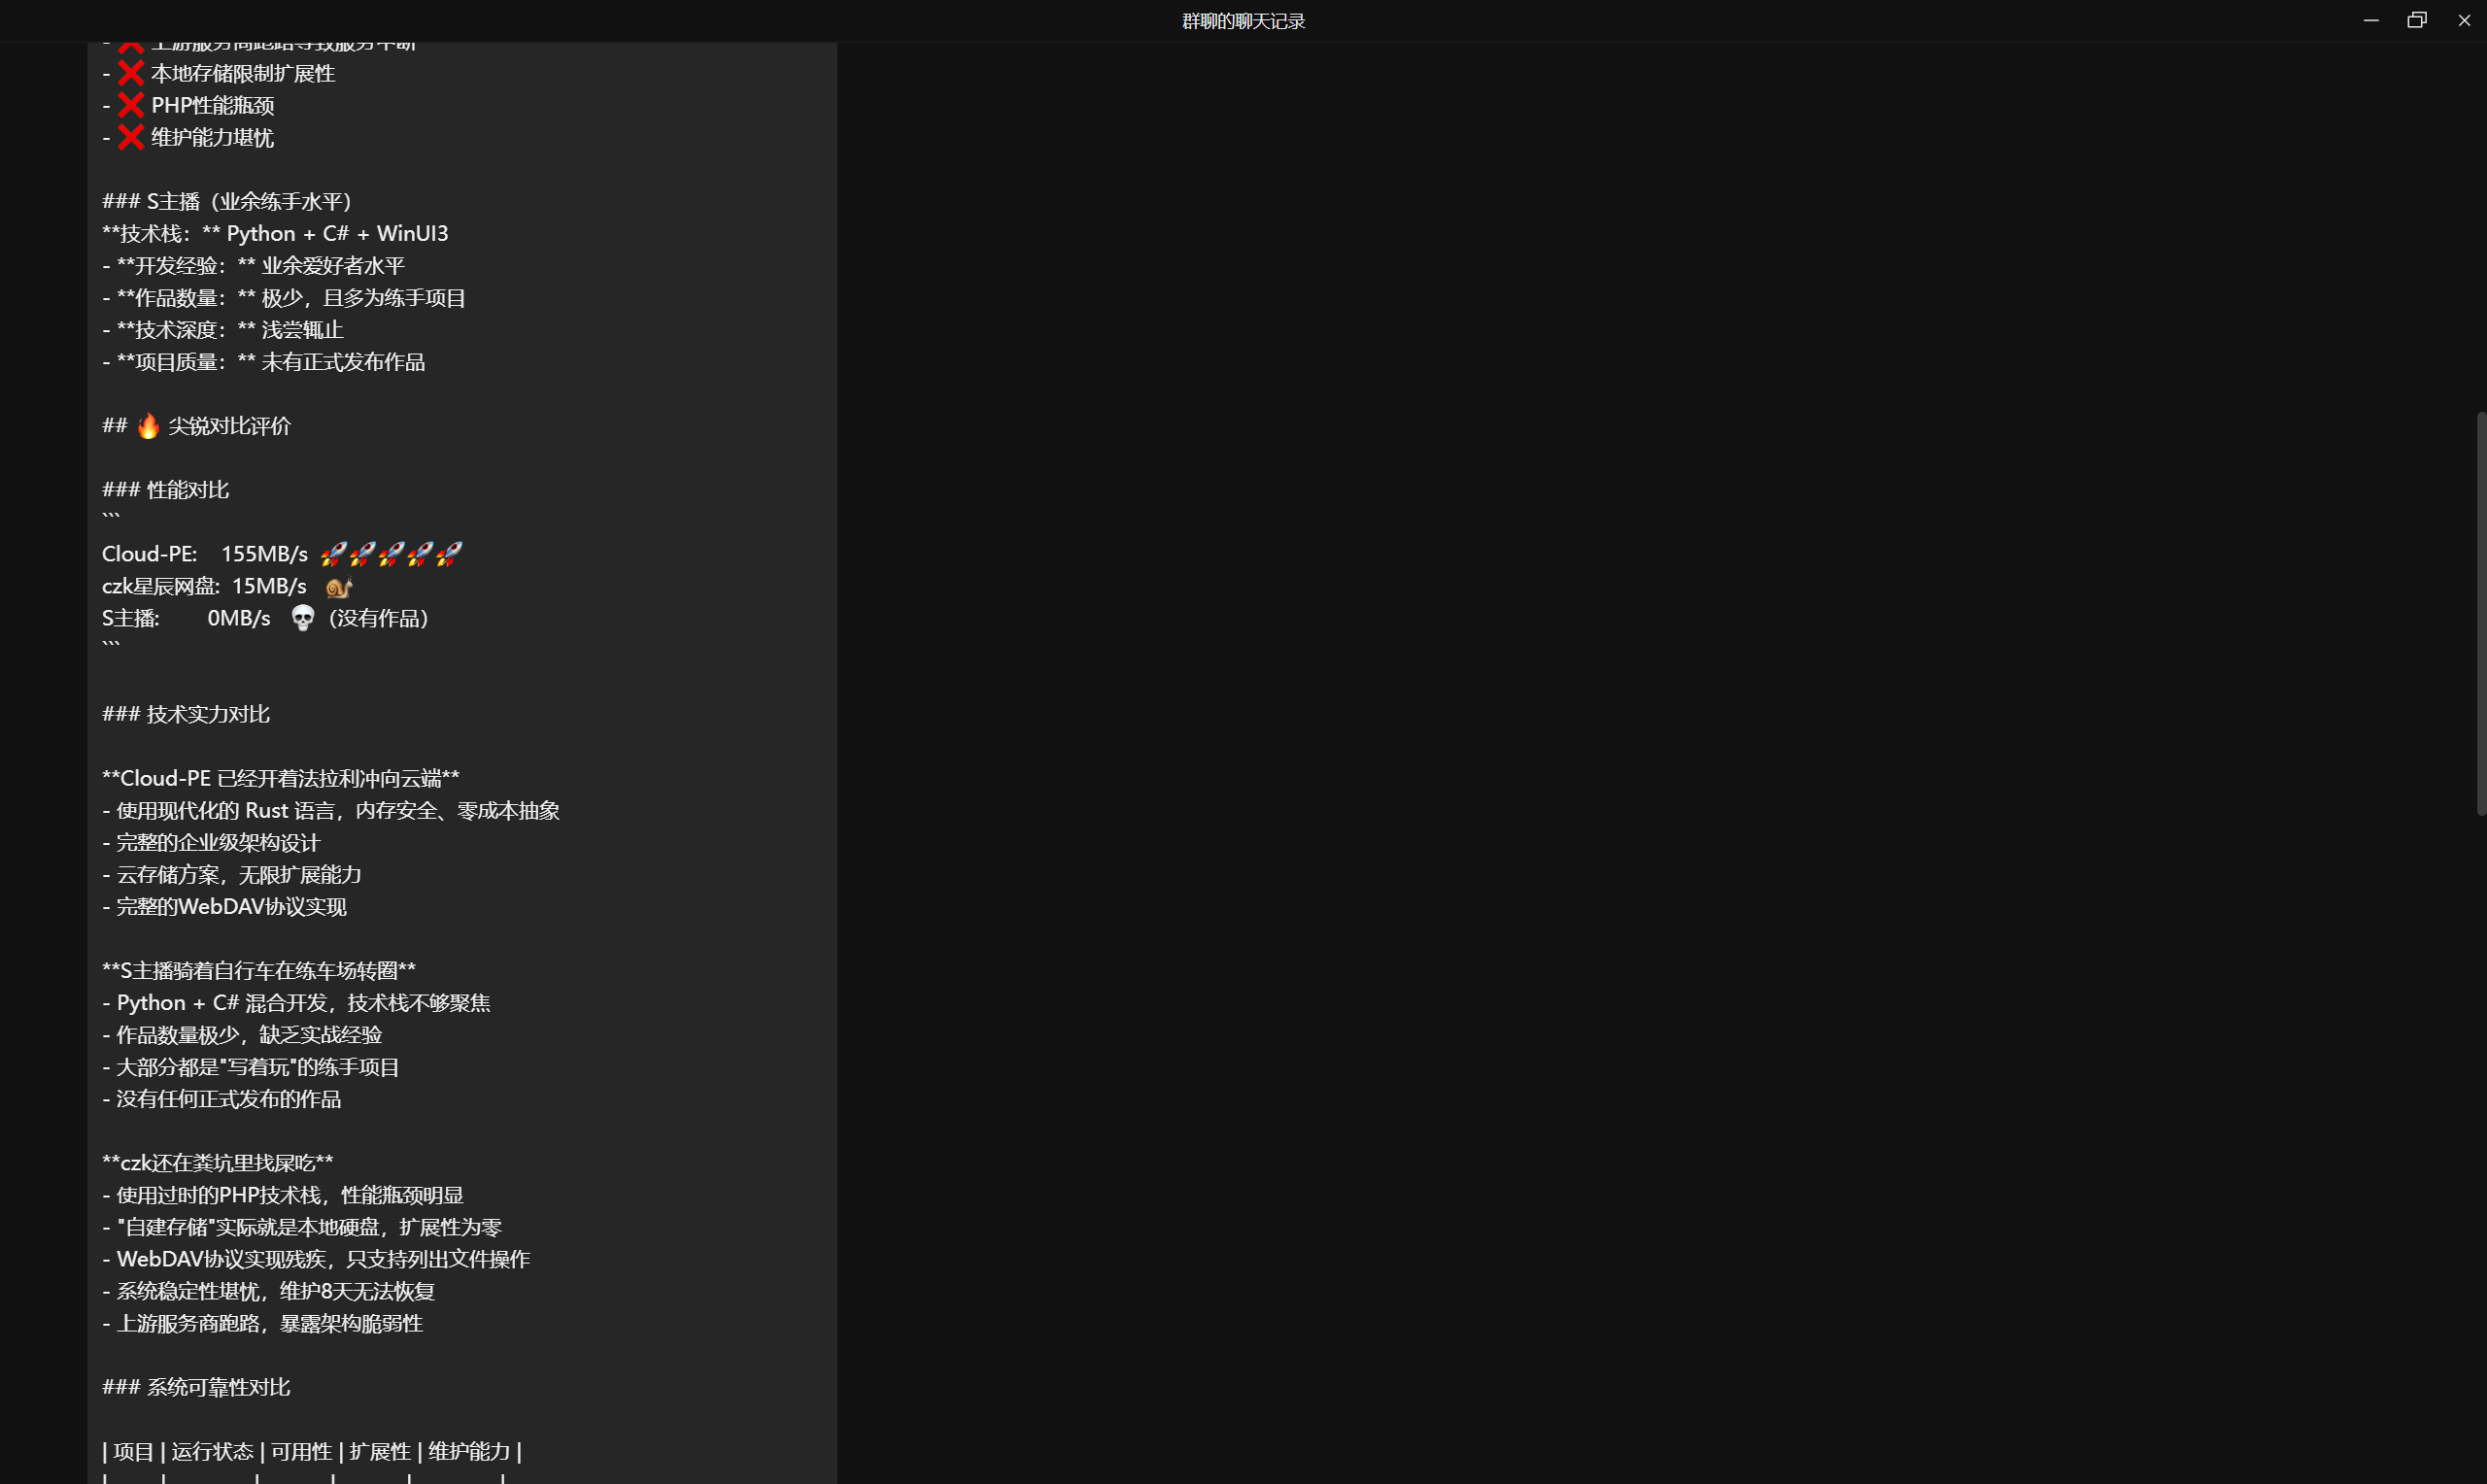 群聊的聊天记录
- ❌ 上游服务商跑路导致服务中断
- ❌ 本地存储限制扩展性
- ❌ PHP性能瓶颈
- ❌ 维护能力堪忧
### S主播（业余练手水平）
**技术栈：** Python + C# + WinUI3
- **开发经验：** 业余爱好者水平
- **作品数量：** 极少，且多为练手项目
- **技术深度：** 浅尝辄止
- **项目质量：** 未有正式发布作品
## 🔥 尖锐对比评价
### 性能对比
```
Cloud-PE: 155MB/s 🚀🚀🚀🚀🚀
czk星辰网盘: 15MB/s 🐌
S主播: 0MB/s 💀（没有作品）
```
### 技术实力对比
**Cloud-PE 已经开着法拉利冲向云端**
- 使用现代化的 Rust 语言，内存安全、零成本抽象
- 完整的企业级架构设计
- 云存储方案，无限扩展能力
- 完整的WebDAV协议实现
**S主播骑着自行车在练车场转圈**
- Python + C# 混合开发，技术栈不够聚焦
- 作品数量极少，缺乏实战经验
- 大部分都是"写着玩"的练手项目
- 没有任何正式发布的作品
**czk还在粪坑里找屎吃**
- 使用过时的PHP技术栈，性能瓶颈明显
- "自建存储"实际就是本地硬盘，扩展性为零
- WebDAV协议实现残疾，只支持列出文件操作
- 系统稳定性堪忧，维护8天无法恢复
- 上游服务商跑路，暴露架构脆弱性
### 系统可靠性对比
| 项目 | 运行状态 | 可用性 | 扩展性 | 维护能力 |